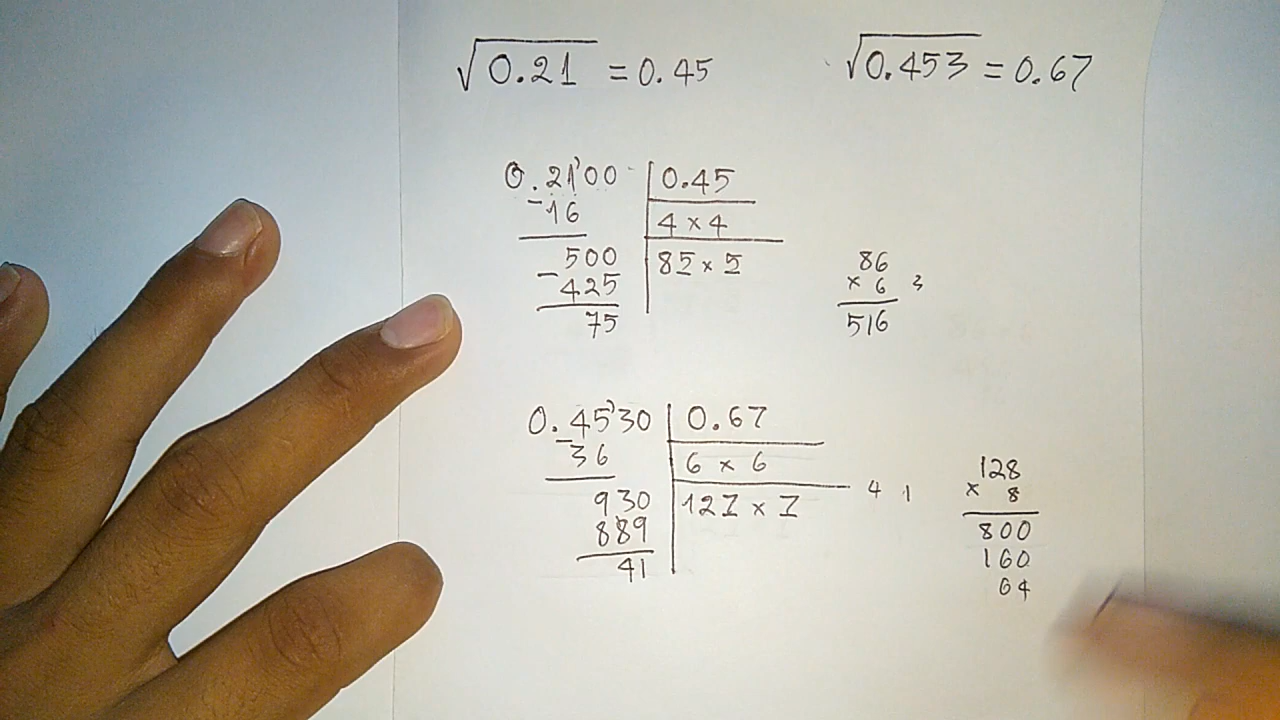 √0.21 = 0.45
√0.453 = 0.67
0.21'00 0.45
-16 4 x 4
500 85 x 5
- 425
75
86
x 6 3
516
0.45'30 0.67
-36 6 x 6
930 127 x 7 4 1
889
41
128
x 8
800
160
64